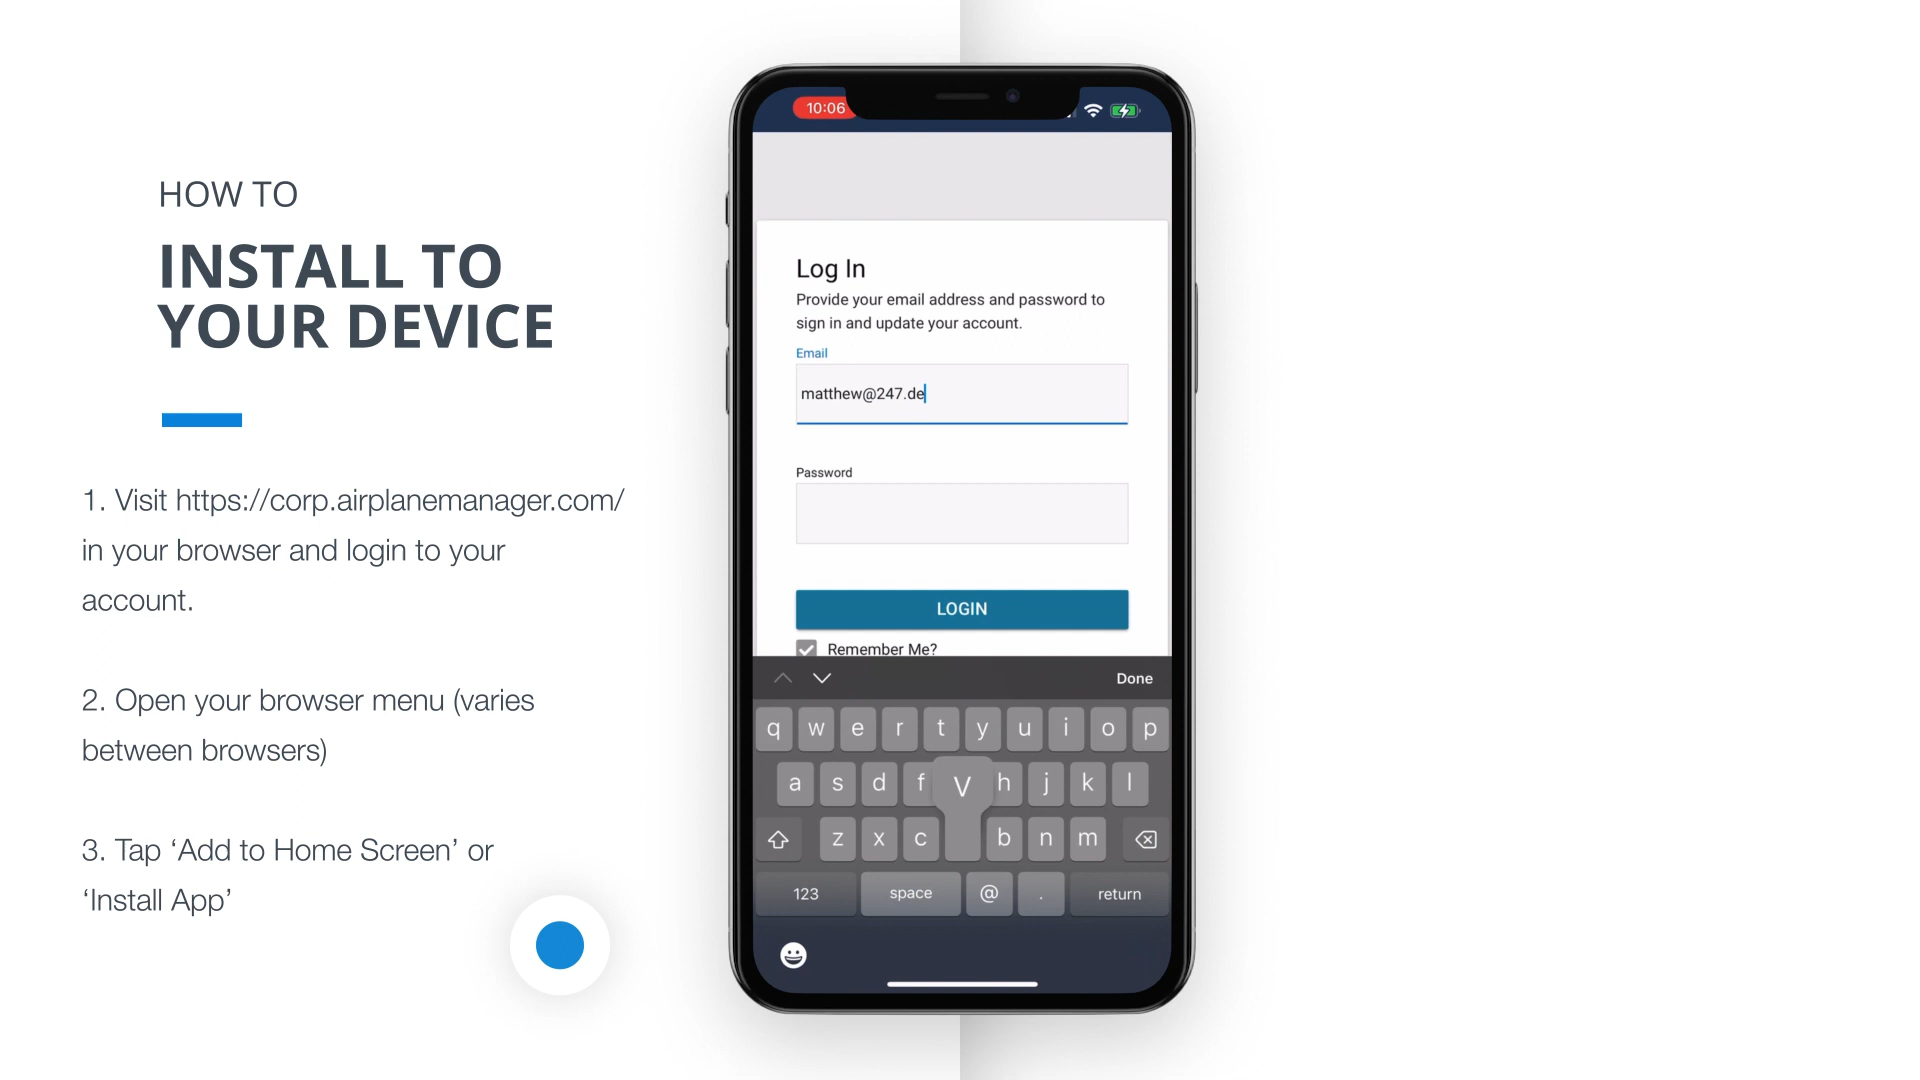 HOW TO
INSTALL TO
YOUR DEVICE
1. Visit https://corp.airplanemanager.com/
in your browser and login to your
account.
2. Open your browser menu (varies
between browsers)
3. Tap ‘Add to Home Screen’ or
‘Install App’
10:06
Log In
Provide your email address and password to
sign in and update your account.
Email
matthew@247.de
Password
LOGIN
Remember Me?
Done
q w e r t y u i o p
a s d f V h j k l
z x c b n m
123 space @ . return